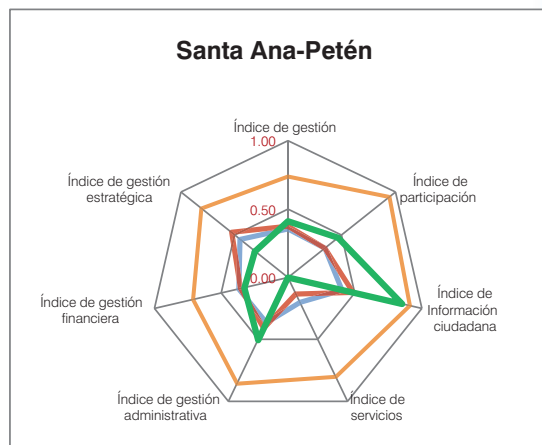 Santa Ana-Petén
Índice de gestión
1.00
Índice de gestión
estratégica
Índice de
participación
0.50
0.00
Índice de gestión
financiera
Índice de
Información
ciudadana
Índice de gestión
administrativa
Índice de
servicios